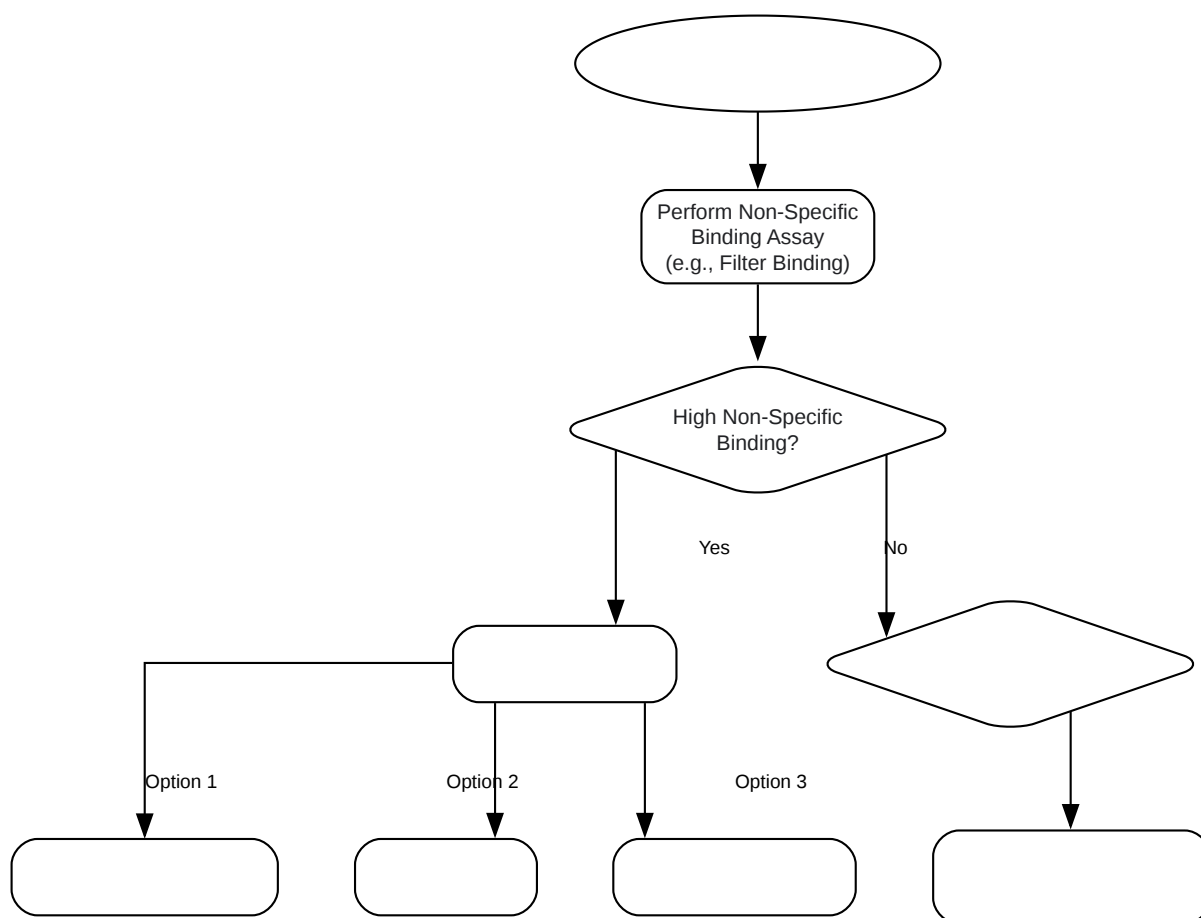 Perform Non-Specific
Binding Assay
(e.g., Filter Binding)
High Non-Specific
Binding?
Yes
No
Option 1
Option 2
Option 3